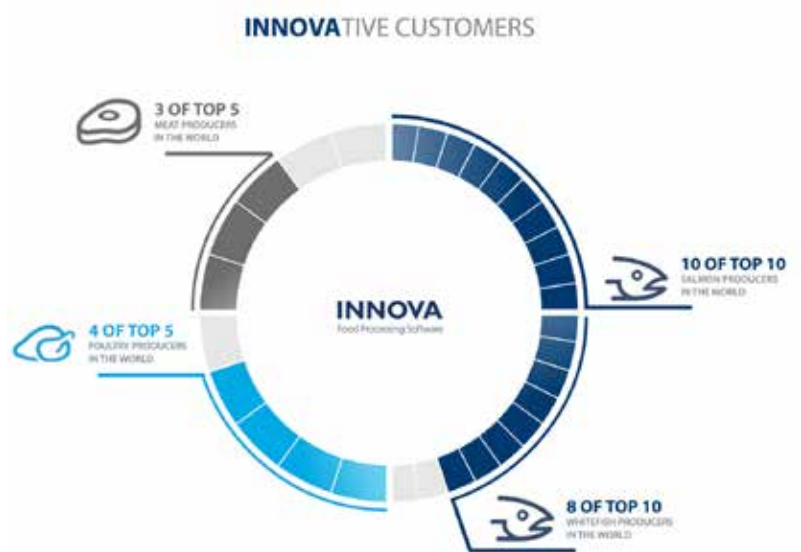 INNOVATIVE CUSTOMERS
3 OF TOP 5
MEAT PRODUCERS
IN THE WORLD
10 OF TOP 10
SALMON PRODUCERS
IN THE WORLD
INNOVA
Food Processing Software
4 OF TOP 5
POULTRY PRODUCERS
IN THE WORLD
8 OF TOP 10
WHITEFISH PRODUCERS
IN THE WORLD